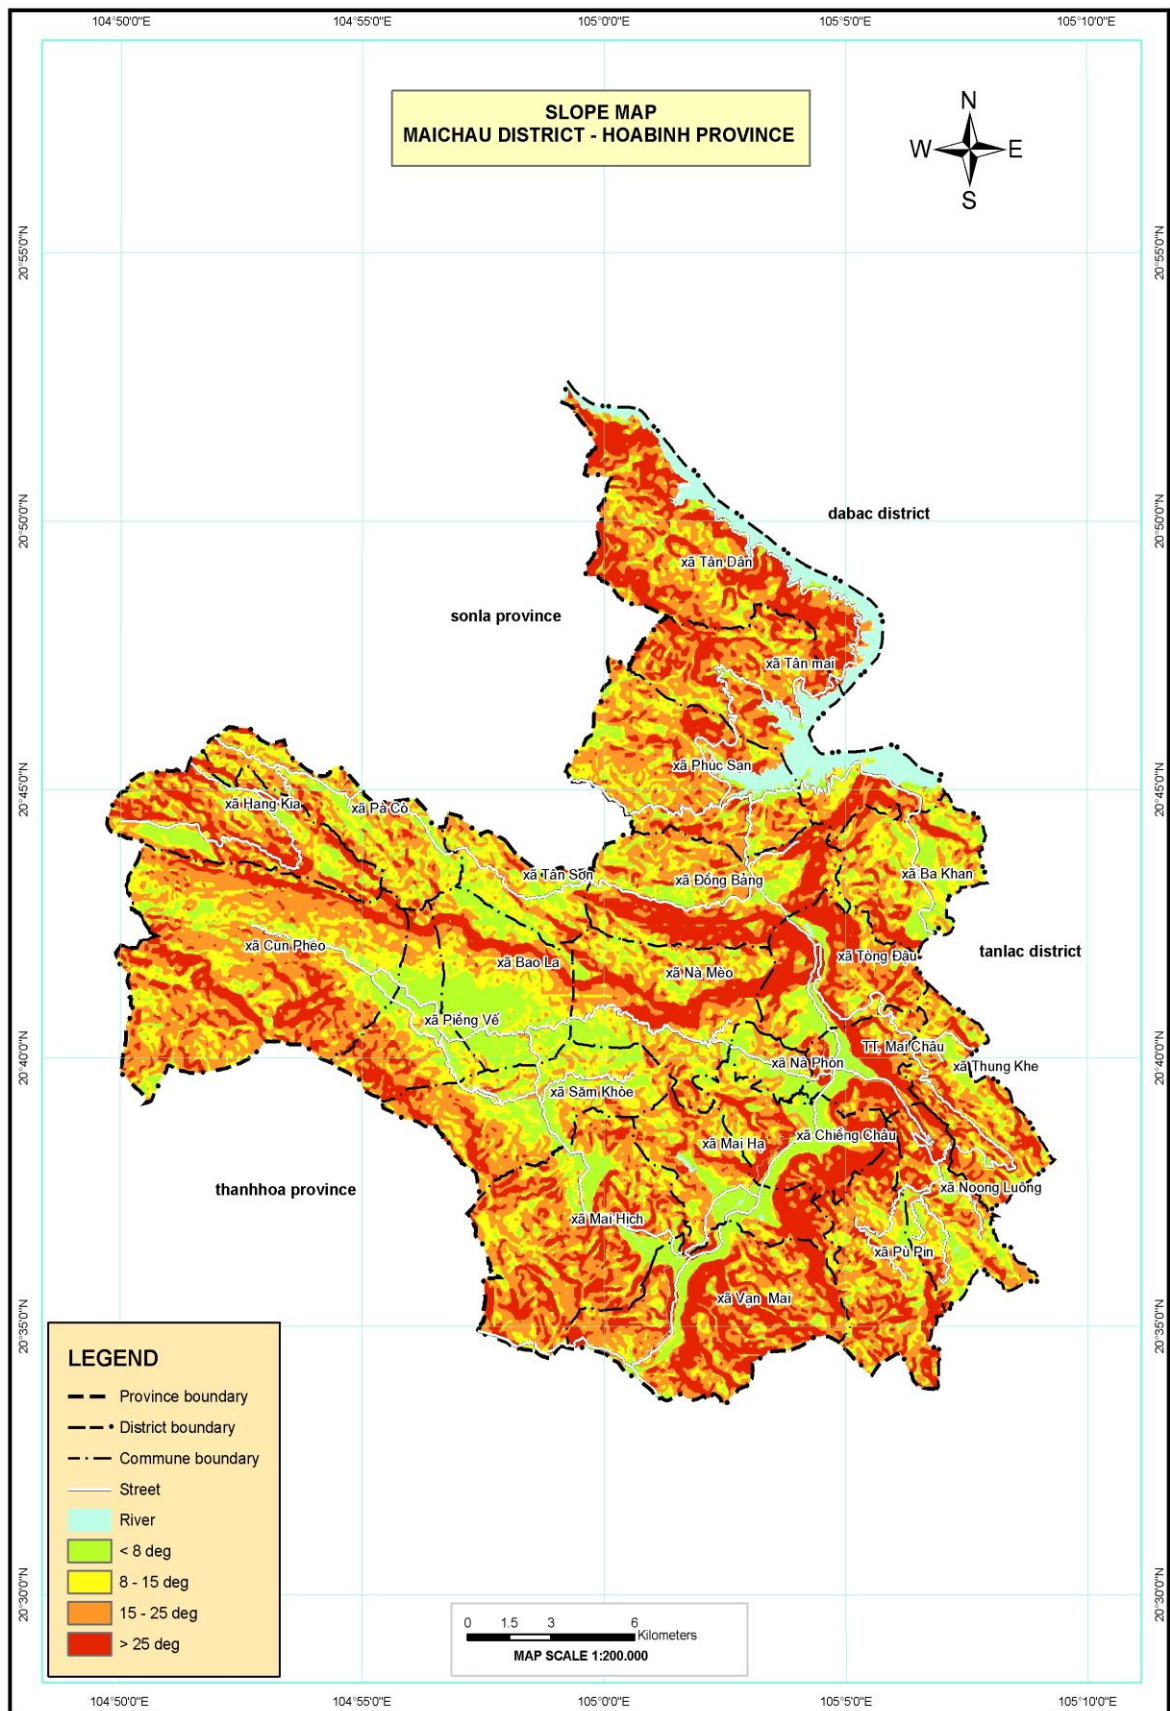 104°50'0"E 104°55'0"E 105°0'0"E 105°5'0"E 105°10'0"E
SLOPE MAP
MAICHAU DISTRICT - HOABINH PROVINCE
N
W E
S
20°55'0"N 20°55'0"N
20°50'0"N 20°50'0"N
dabac district
xã Tân Dân
sonla province
xã Tân mai
xã Phúc Sạn
20°45'0"N 20°45'0"N
xã Hang Kia
xã Pà Cò
xã Tân Sơn
xã Đồng Bảng
xã Ba Khan
xã Cun Phèo
xã Bao La
xã Nà Mèo
xã Tòng Đậu
tanlac district
xã Piềng Vế
TT. Mai Châu
20°40'0"N 20°40'0"N
xã Nà Phòn
xã Thung Khe
xã Săm Khòe
xã Mai Hạ
xã Chiềng Châu
thanhhoa province
xã Noong Luông
xã Mai Hịch
xã Pù Pin
xã Vạn Mai
20°35'0"N 20°35'0"N
LEGEND
Province boundary
District boundary
Commune boundary
Street
River
< 8 deg
8 - 15 deg
15 - 25 deg
> 25 deg
20°30'0"N 20°30'0"N
0 1.5 3 6
Kilometers
MAP SCALE 1:200.000
104°50'0"E 104°55'0"E 105°0'0"E 105°5'0"E 105°10'0"E